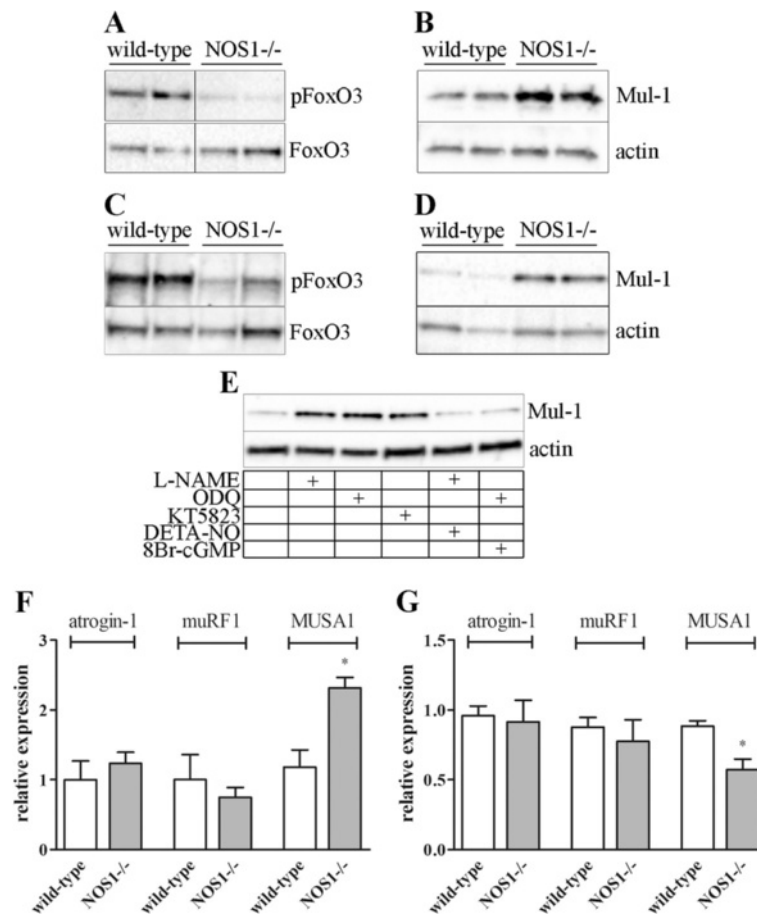 A
wild-type NOS1-/-
pFoxO3
FoxO3
B
wild-type NOS1-/-
Mul-1
actin
C
wild-type NOS1-/-
pFoxO3
FoxO3
D
wild-type NOS1-/-
Mul-1
actin
E
Mul-1
actin
L-NAME + +
ODQ + +
KT5823 +
DETA-NO +
8Br-cGMP +
F
atrogin-1 muRF1 MUSA1
relative expression
3
2
1
0
*
wild-type NOS1-/- wild-type NOS1-/- wild-type NOS1-/-
G
atrogin-1 muRF1 MUSA1
relative expression
1.5
1.0
0.5
0.0
*
wild-type NOS1-/- wild-type NOS1-/- wild-type NOS1-/-